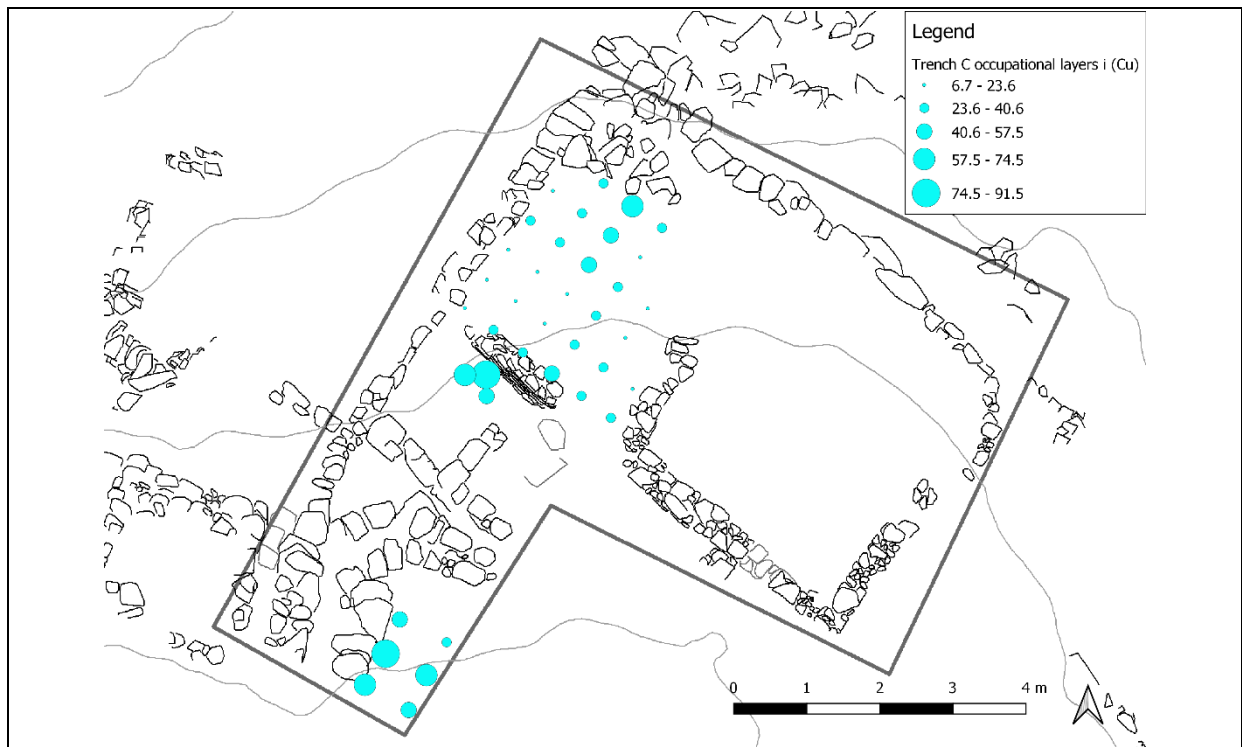 Legend
Trench C occupational layers i (Cu)
6.7 - 23.6
23.6 - 40.6
40.6 - 57.5
57.5 - 74.5
74.5 - 91.5
0 1 2 3 4 m